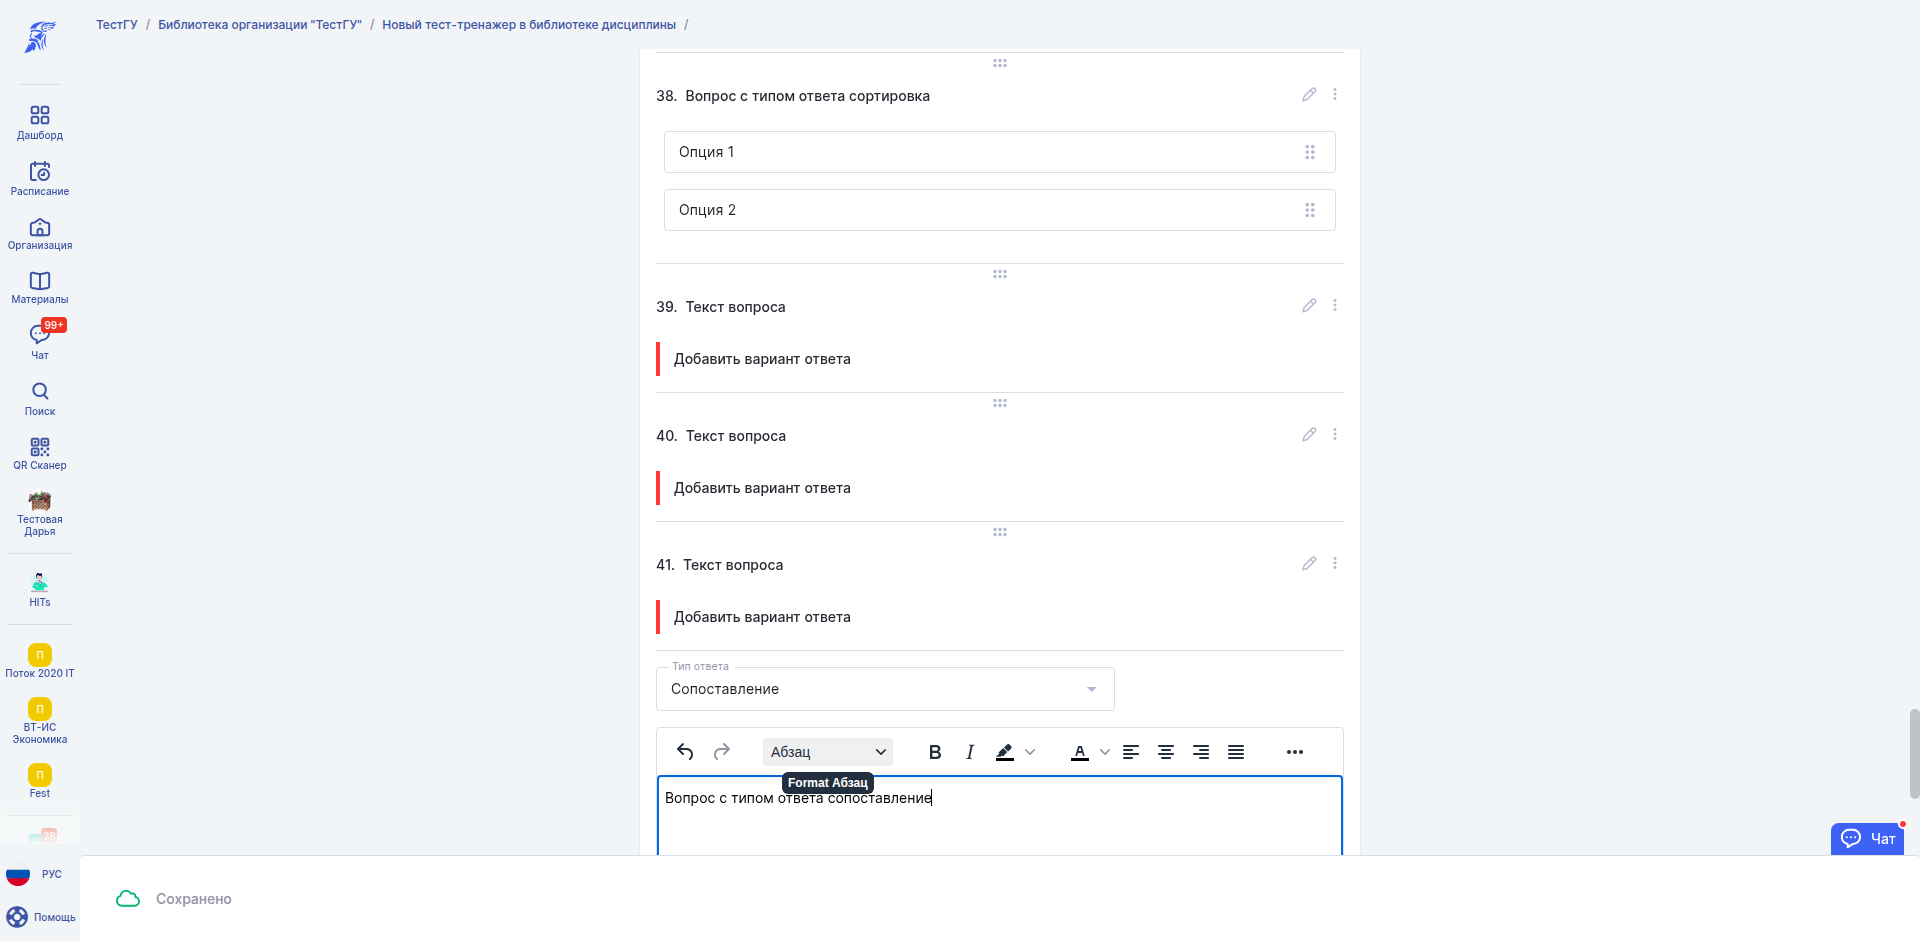 ТестГУ / Библиотека организации "ТестГУ" / Новый тест-тренажер в библиотеке дисциплины /
Дашборд
Расписание
Организация
Материалы
99+
Чат
Поиск
QR Сканер
Тестовая
Дарья
HITs
П
Поток 2020 IT
П
ВТ-ИС
Экономика
П
Fest
28
РУС
Помощь
38. Вопрос с типом ответа сортировка
Опция 1
Опция 2
39. Текст вопроса
Добавить вариант ответа
40. Текст вопроса
Добавить вариант ответа
41. Текст вопроса
Добавить вариант ответа
Тип ответа
Сопоставление
Абзац
Format Абзац
Вопрос с типом ответа сопоставление
Чат
Сохранено